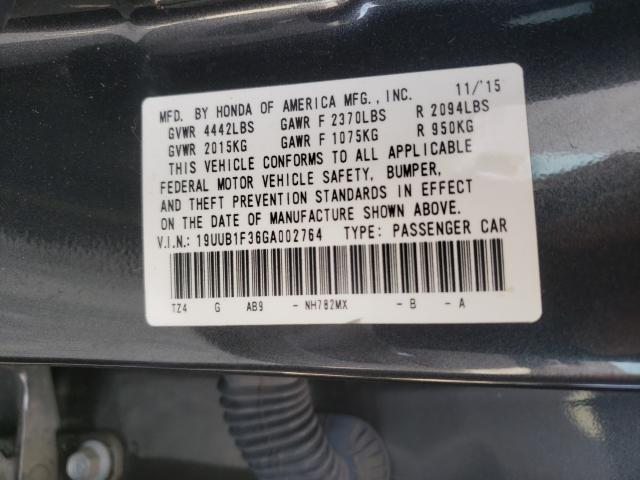 MFD. BY HONDA OF AMERICA MFG., INC. 11/'15
GVWR 4442LBS GAWR F 2370LBS R 2094LBS
GVWR 2015KG GAWR F 1075KG R 950KG
THIS VEHICLE CONFORMS TO ALL APPLICABLE
FEDERAL MOTOR VEHICLE SAFETY, BUMPER,
AND THEFT PREVENTION STANDARDS IN EFFECT
ON THE DATE OF MANUFACTURE SHOWN ABOVE.
V.I.N.: 19UUB1F36GA002764 TYPE: PASSENGER CAR
TZ4 G AB9 - NH782MX - B - A